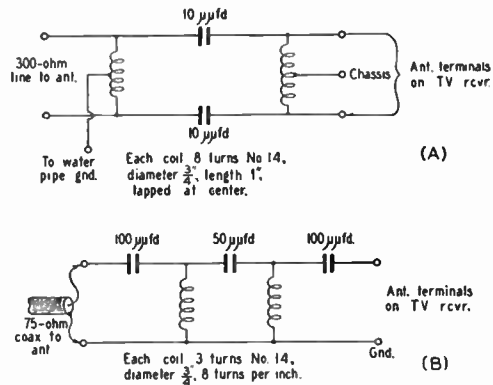 10 μμfd
300-ohm
line to ant.
Chassis
Ant. terminals
on TV rcvr.
10 μμfd
To water
pipe gnd.
Each coil 8 turns No. 14,
diameter 3/4", length 1",
tapped at center.
(A)
100 μμfd
50 μμfd
100 μμfd.
Ant. terminals
on TV rcvr.
75-ohm
coax to
ant
Gnd.
Each coil 3 turns No. 14,
diameter 3/4", 8 turns per inch.
(B)